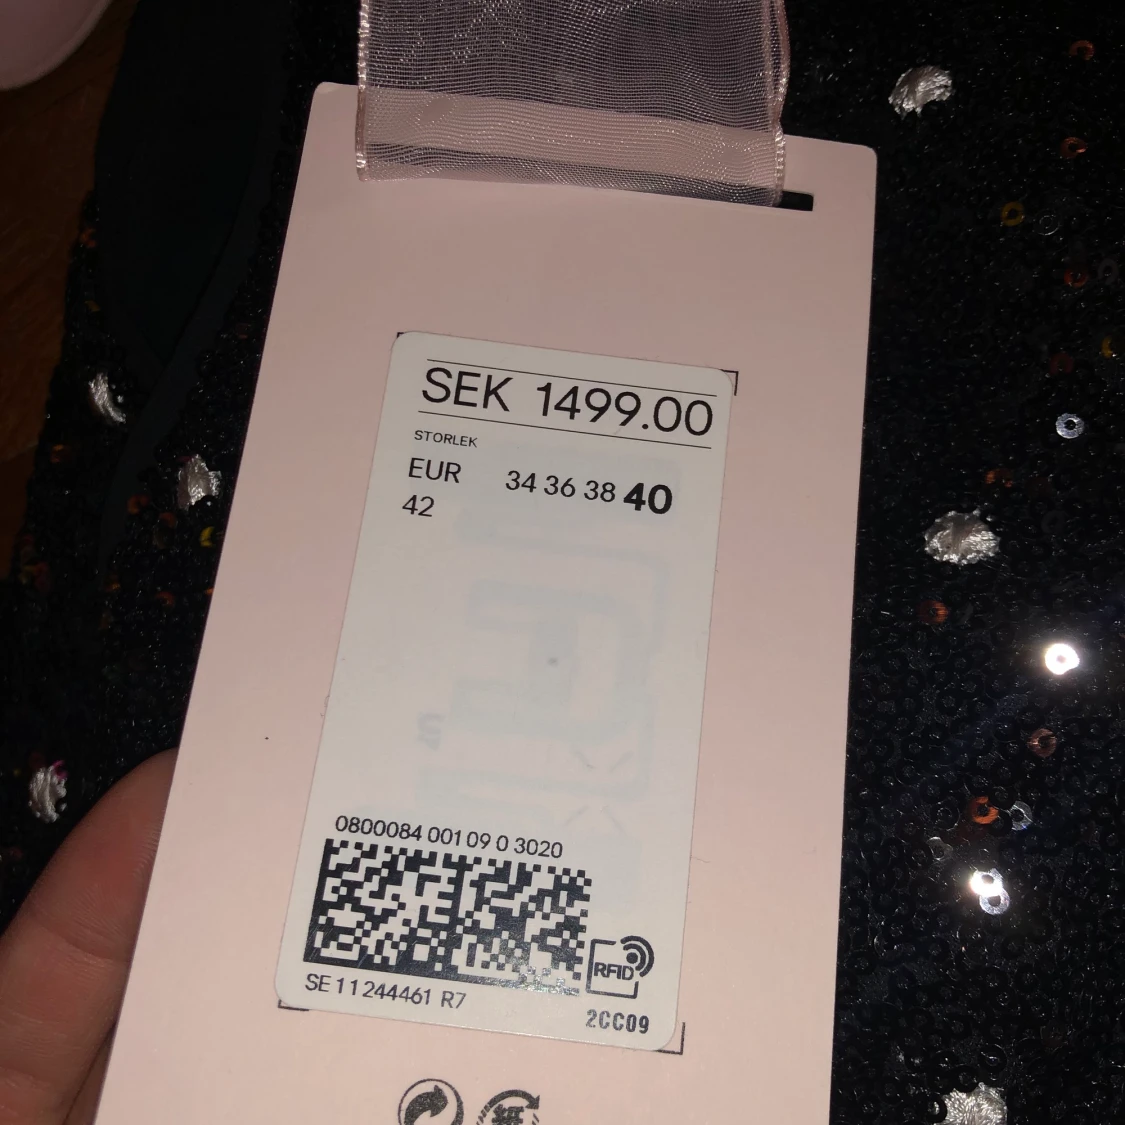 SEK 1499.00
STORLEK
EUR 34 36 38 40
42
0800084 001 09 0 3020
RFID
SE 11244461 R7
2CC09
紙